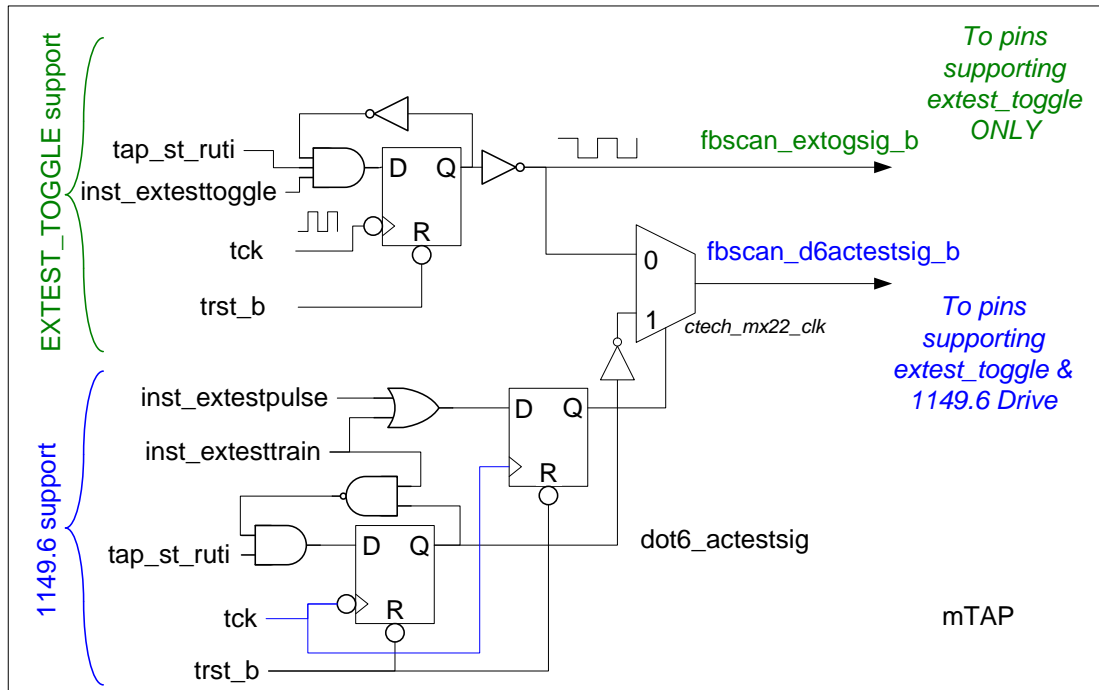 EXTEST_TOGGLE support
To pins
supporting
extest_toggle
ONLY
tap_st_ruti
inst_extesttoggle
D
Q
R
tck
trst_b
fbscan_extogsig_b
0
1
fbscan_d6actestsig_b
ctech_mx22_clk
To pins
supporting
extest_toggle &
1149.6 Drive
1149.6 support
inst_extestpulse
inst_extesttrain
D
Q
R
tap_st_ruti
D
Q
R
dot6_actestsig
tck
trst_b
mTAP